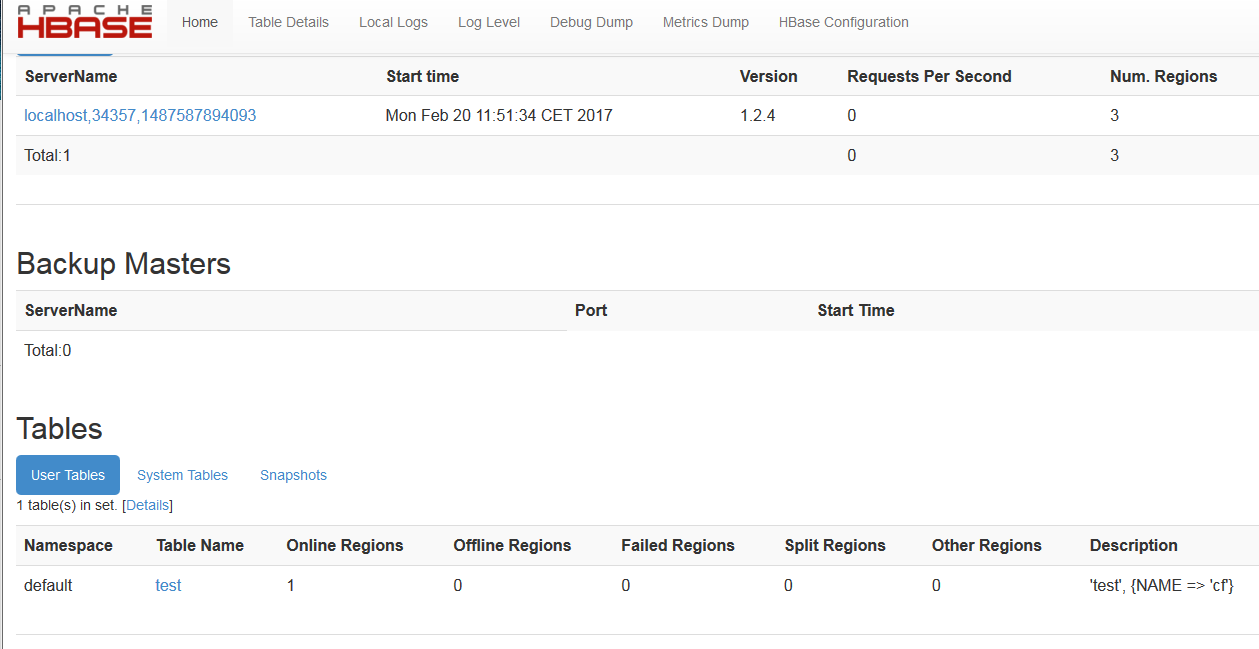 APACHE
HBASE Home Table Details Local Logs Log Level Debug Dump Metrics Dump HBase Configuration
ServerName Start time Version Requests Per Second Num. Regions
localhost,34357,1487587894093 Mon Feb 20 11:51:34 CET 2017 1.2.4 0 3
Total:1 0 3
Backup Masters
ServerName Port Start Time
Total:0
Tables
User Tables System Tables Snapshots
1 table(s) in set. [Details]
Namespace Table Name Online Regions Offline Regions Failed Regions Split Regions Other Regions Description
default test 1 0 0 0 0 'test', {NAME => 'cf'}